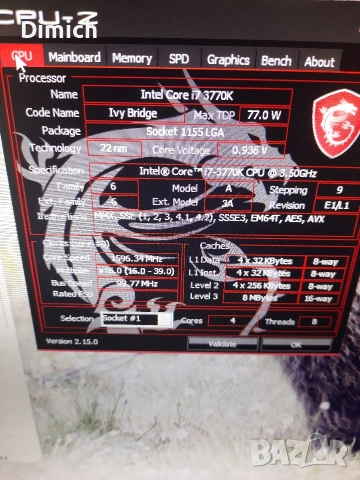 CPU-Z
Dimich
CPU Mainboard Memory SPD Graphics Bench About
Processor
Name Intel Core i7 3770K
Code Name Ivy Bridge Max TDP 77.0 W
Package Socket 1155 LGA
Technology 22 nm Core Voltage 0.936 V
Specification Intel® Core™ i7-3770K CPU @ 3.50GHz
Family 6 Model A Stepping 9
Ext. Family 6 Ext. Model 3A Revision E1/L1
Instructions MMX, SSE (1, 2, 3, 4.1, 4.2), SSSE3, EM64T, AES, AVX
Clocks (Core #0)
Core Speed 1596.34 MHz
Multiplier x16.0 (16.0 - 39.0)
Bus Speed 99.77 MHz
Rated FSB
Caches
L1 Data 4 x 32 KBytes 8-way
L1 Inst. 4 x 32 KBytes 8-way
Level 2 4 x 256 KBytes 8-way
Level 3 8 MBytes 16-way
Selection Socket #1 Cores 4 Threads 8
Version 2.15.0 Validate OK
BAZAR